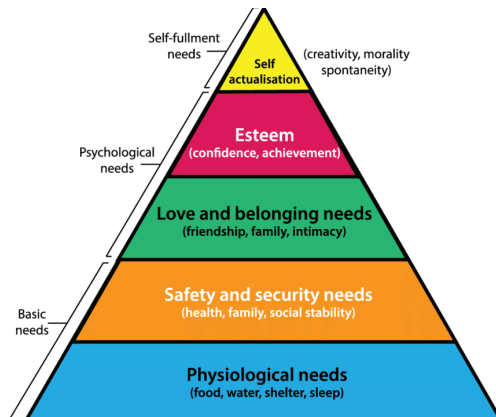 Self-fullment
needs
(creativity, morality
spontaneity)
Self
actualisation
Psychological
needs
Esteem
(confidence, achievement)
Love and belonging needs
(friendship, family, intimacy)
Basic
needs
Safety and security needs
(health, family, social stability)
Physiological needs
(food, water, shelter, sleep)